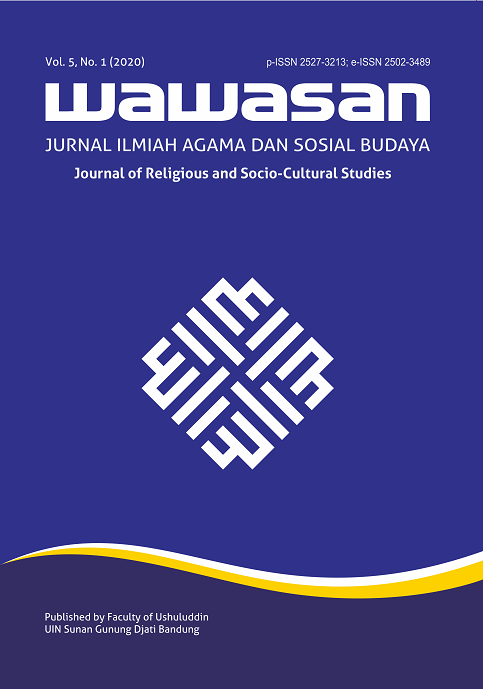 Vol. 5, No. 1 (2020) p-ISSN 2527-3213; e-ISSN 2502-3489
wawasan
JURNAL ILMIAH AGAMA DAN SOSIAL BUDAYA
Journal of Religious and Socio-Cultural Studies
Published by Faculty of Ushuluddin
UIN Sunan Gunung Djati Bandung